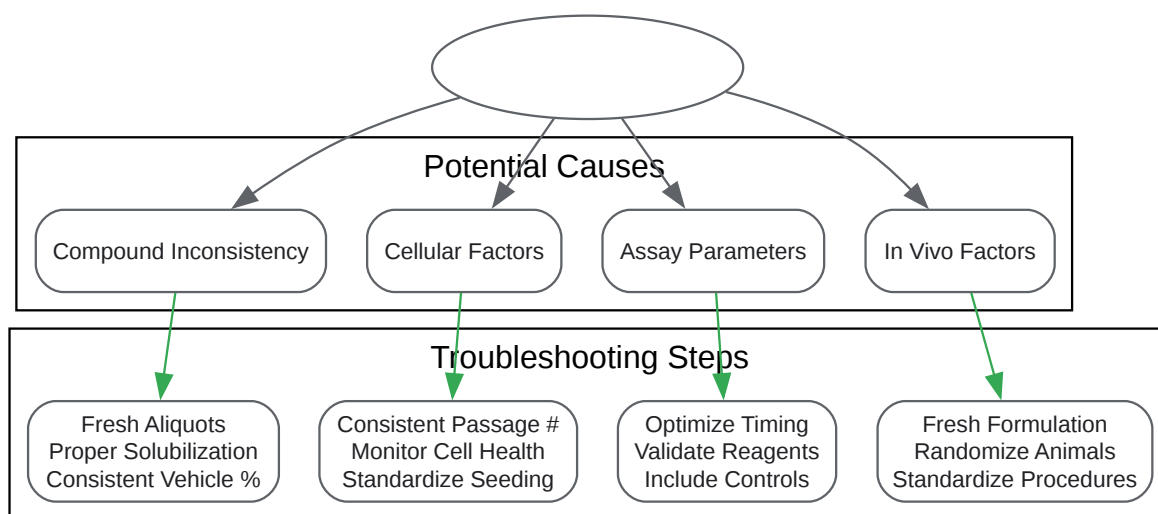 Potential Causes
Compound Inconsistency
Cellular Factors
Assay Parameters
In Vivo Factors
Troubleshooting Steps
Fresh Aliquots
Proper Solubilization
Consistent Vehicle %
Consistent Passage #
Monitor Cell Health
Standardize Seeding
Optimize Timing
Validate Reagents
Include Controls
Fresh Formulation
Randomize Animals
Standardize Procedures